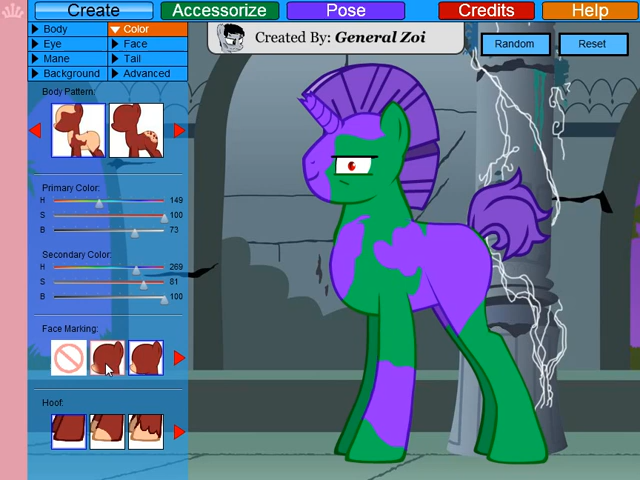 Create
Accessorize
Pose
Credits
Help
Body
Color
Eye
Face
Mane
Tail
Background
Advanced
Created By: General Zoi
Random
Reset
Body Pattern:
Primary Color:
H 149
S 100
B 73
Secondary Color:
H 269
S 81
B 100
Face Marking:
Hoof: